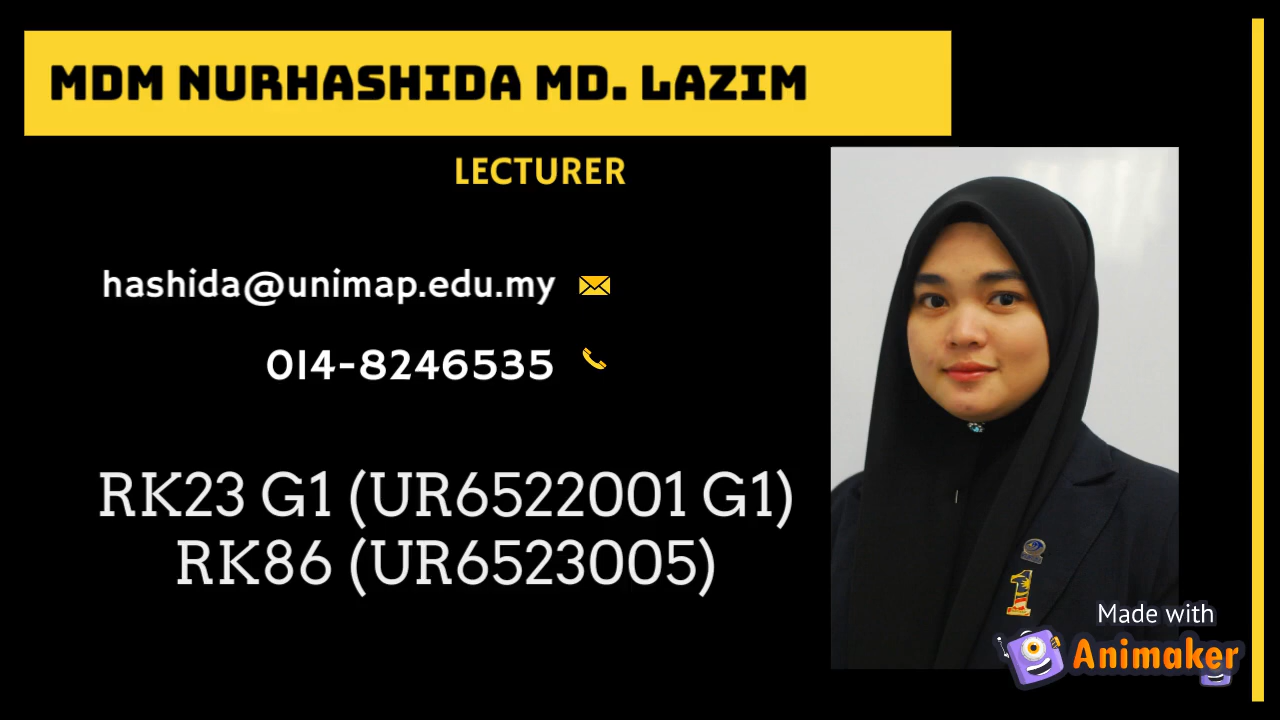 MDM NURHASHIDA MD. LAZIM
LECTURER
hashida@unimap.edu.my
014-8246535
RK23 G1 (UR6522001 G1)
RK86 (UR6523005)
1
Made with
Animaker